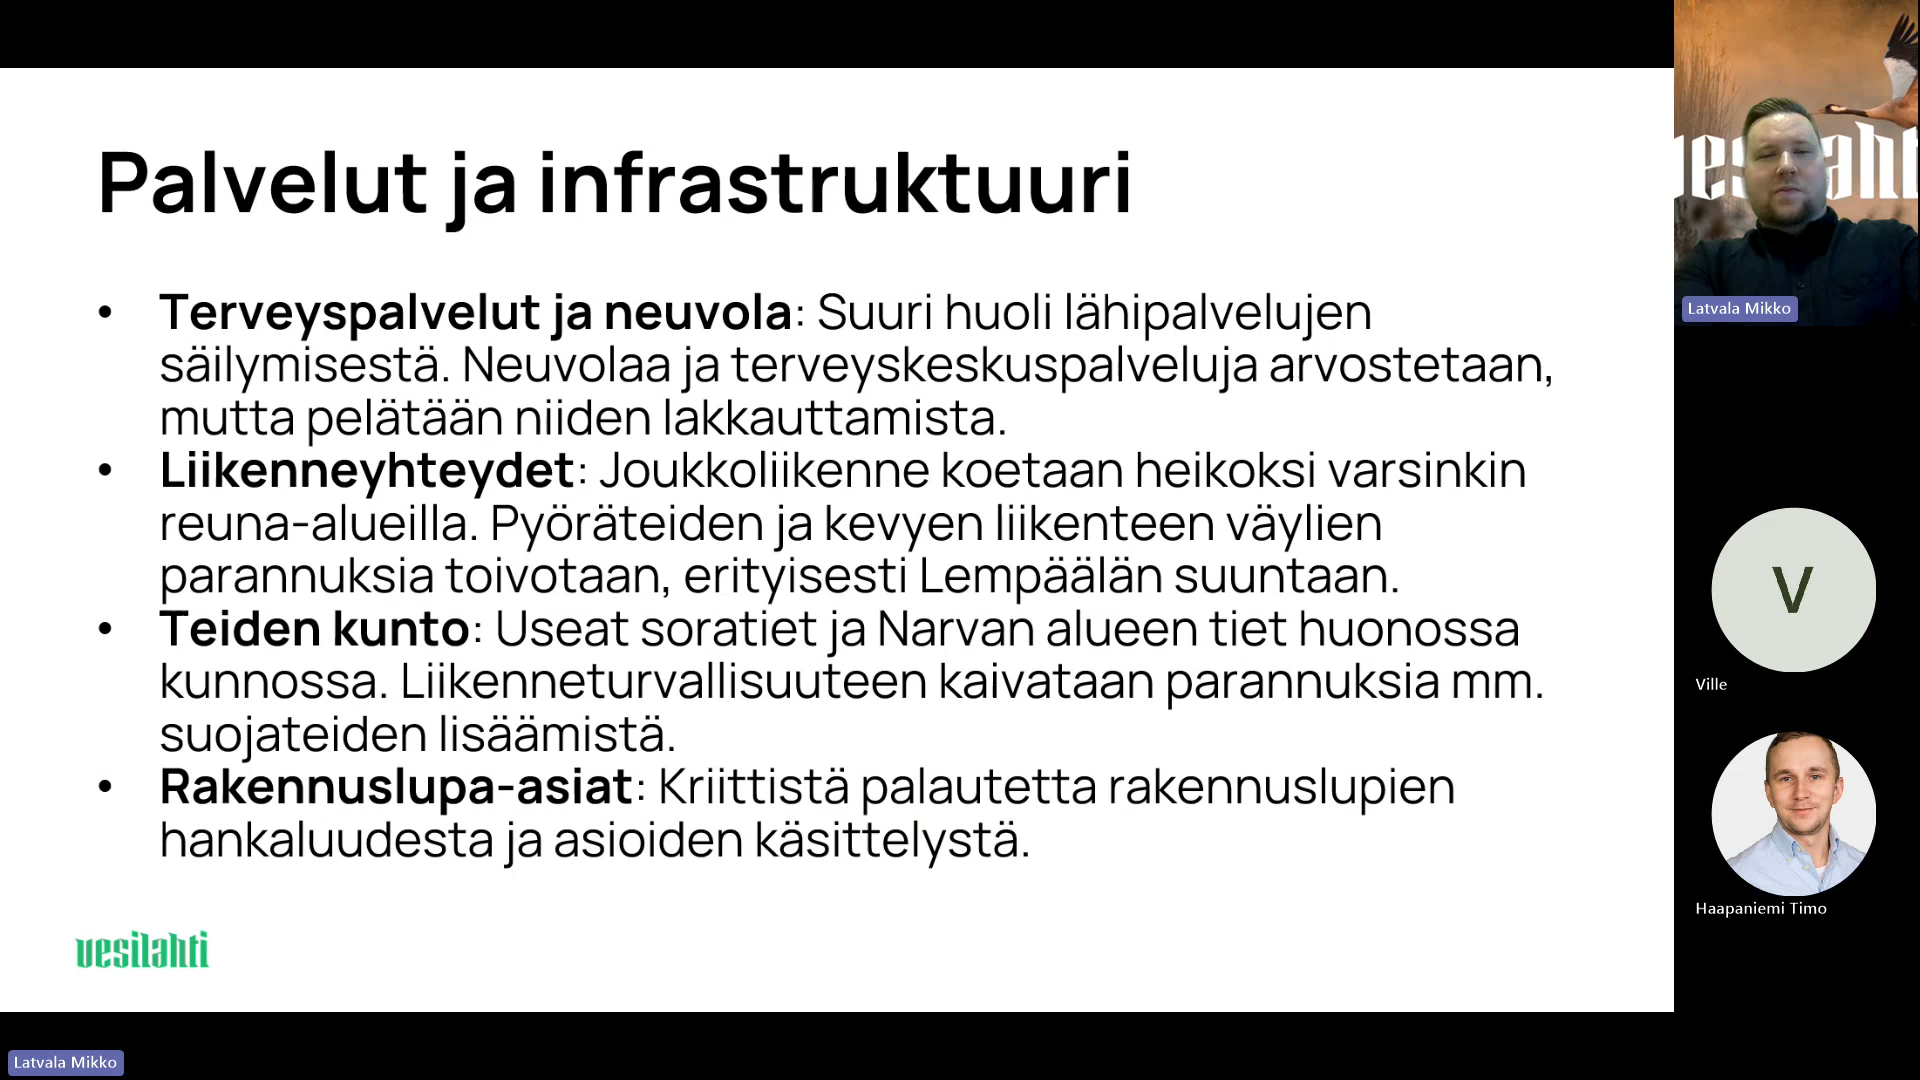 Palvelut ja infrastruktuuri
• Terveyspalvelut ja neuvola: Suuri huoli lähipalvelujen
säilymisestä. Neuvolaa ja terveyskeskuspalveluja arvostetaan,
mutta pelätään niiden lakkauttamista.
• Liikenneyhteydet: Joukkoliikenne koetaan heikoksi varsinkin
reuna-alueilla. Pyöräteiden ja kevyen liikenteen väylien
parannuksia toivotaan, erityisesti Lempäälän suuntaan.
• Teiden kunto: Useat soratiet ja Narvan alueen tiet huonossa
kunnossa. Liikenneturvallisuuteen kaivataan parannuksia mm.
suojateiden lisäämistä.
• Rakennuslupa-asiat: Kriittistä palautetta rakennuslupien
hankaluudesta ja asioiden käsittelystä.
vesilahti
Latvala Mikko
Latvala Mikko
V
Ville
Haapaniemi Timo